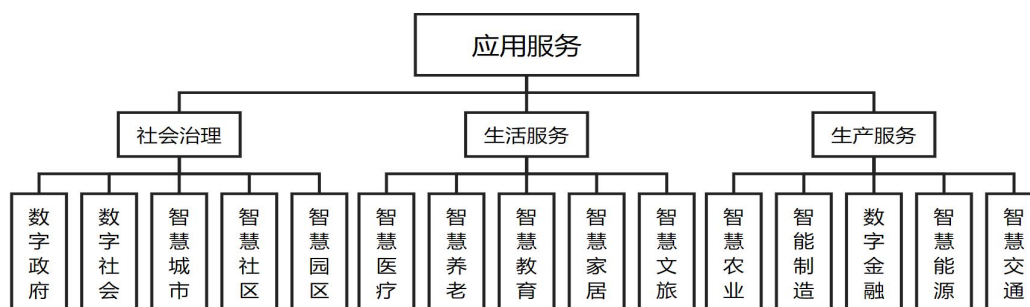 应用服务
社会治理
生活服务
生产服务
数字政府
数字社会
智慧城市
智慧社区
智慧园区
智慧医疗
智慧养老
智慧教育
智慧家居
智慧文旅
智慧农业
智能制造
数字金融
智慧能源
智慧交通